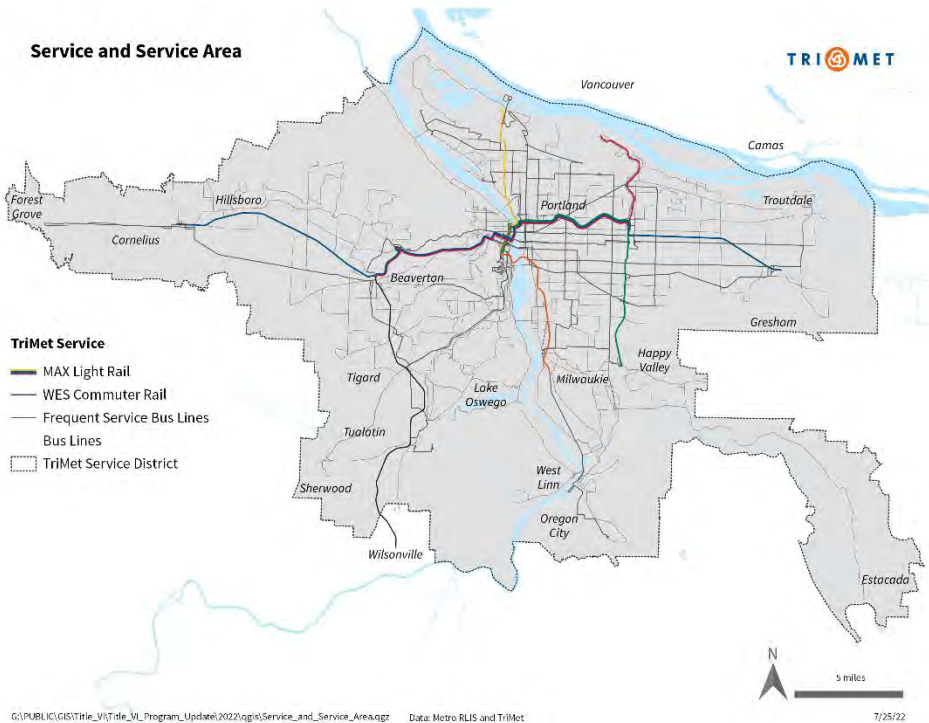 Service and Service Area
TRI MET
Vancouver
Camas
Forest
Grove
Hillsboro
Portland
Troutdale
Cornelius
Beaverton
Gresham
TriMet Service
MAX Light Rail
WES Commuter Rail
Frequent Service Bus Lines
Bus Lines
TriMet Service District
Happy
Valley
Tigard
Milwaukie
Lake
Oswego
Tualatin
West
Linn
Sherwood
Oregon
City
Wilsonville
Estacada
N
5 miles
G:\PUBLIC\GIS\Title_VI\Title_VI_Program_Update\2022\qgis\Service_and_Service_Area.qgz Data: Metro RLIS and TriMet 7/25/22